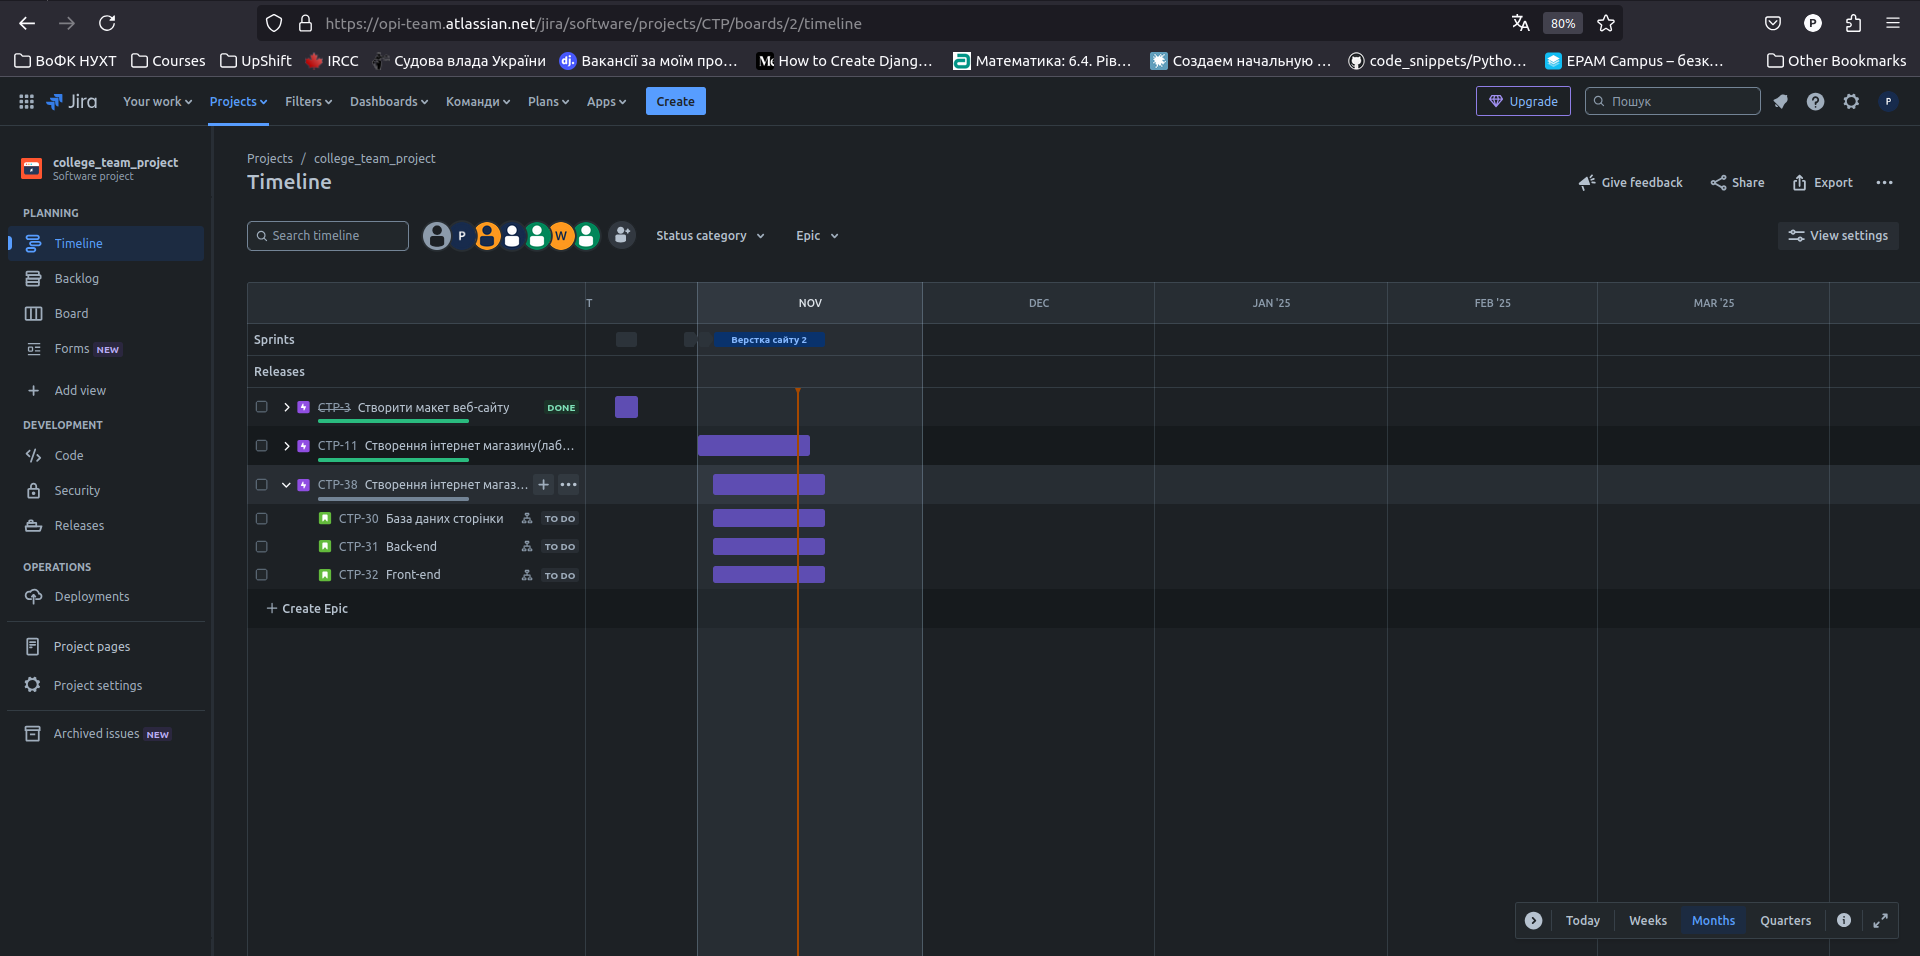 https://opi-team.atlassian.net/jira/software/projects/CTP/boards/2/timeline
80%
P
ВоФК НУХТ
Courses
UpShift
IRCC
Судова влада України
Вакансії за моїм про…
How to Create Djang…
Математика: 6.4. Рів…
Создаем начальную …
code_snippets/Pytho…
EPAM Campus – безк…
Other Bookmarks
Jira
Your work
Projects
Filters
Dashboards
Команди
Plans
Apps
Create
Upgrade
Пошук
P
college_team_project
Software project
PLANNING
Timeline
Backlog
Board
Forms NEW
Add view
DEVELOPMENT
Code
Security
Releases
OPERATIONS
Deployments
Project pages
Project settings
Archived issues NEW
Projects / college_team_project
Timeline
Give feedback
Share
Export
Search timeline
P
W
Status category
Epic
View settings
T
NOV
DEC
JAN '25
FEB '25
MAR '25
Sprints
Верстка сайту 2
Releases
CTP-3 Створити макет веб-сайту DONE
CTP-11 Створення інтернет магазину(лаб…
CTP-38 Створення інтернет магаз…
CTP-30 База даних сторінки TO DO
CTP-31 Back-end TO DO
CTP-32 Front-end TO DO
Create Epic
Today
Weeks
Months
Quarters